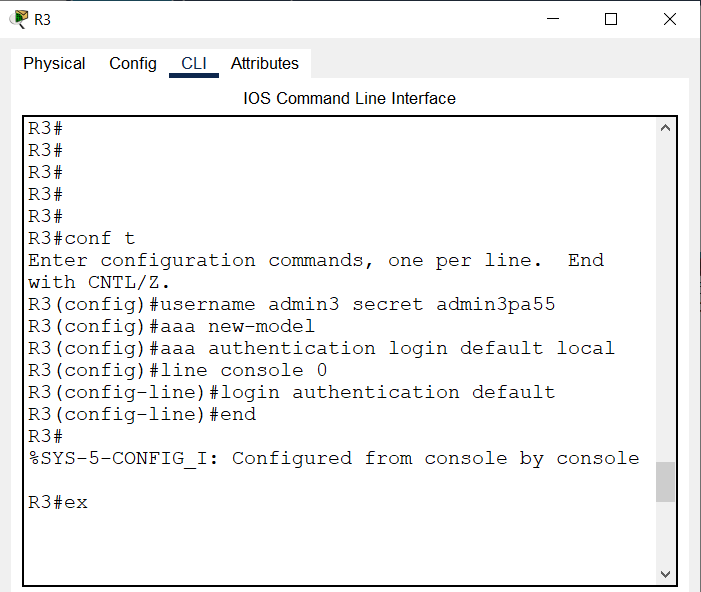 R3
Physical Config CLI Attributes
IOS Command Line Interface
R3#
R3#
R3#
R3#
R3#
R3#conf t
Enter configuration commands, one per line.  End
with CNTL/Z.
R3(config)#username admin3 secret admin3pa55
R3(config)#aaa new-model
R3(config)#aaa authentication login default local
R3(config)#line console 0
R3(config-line)#login authentication default
R3(config-line)#end
R3#
%SYS-5-CONFIG_I: Configured from console by console
R3#ex